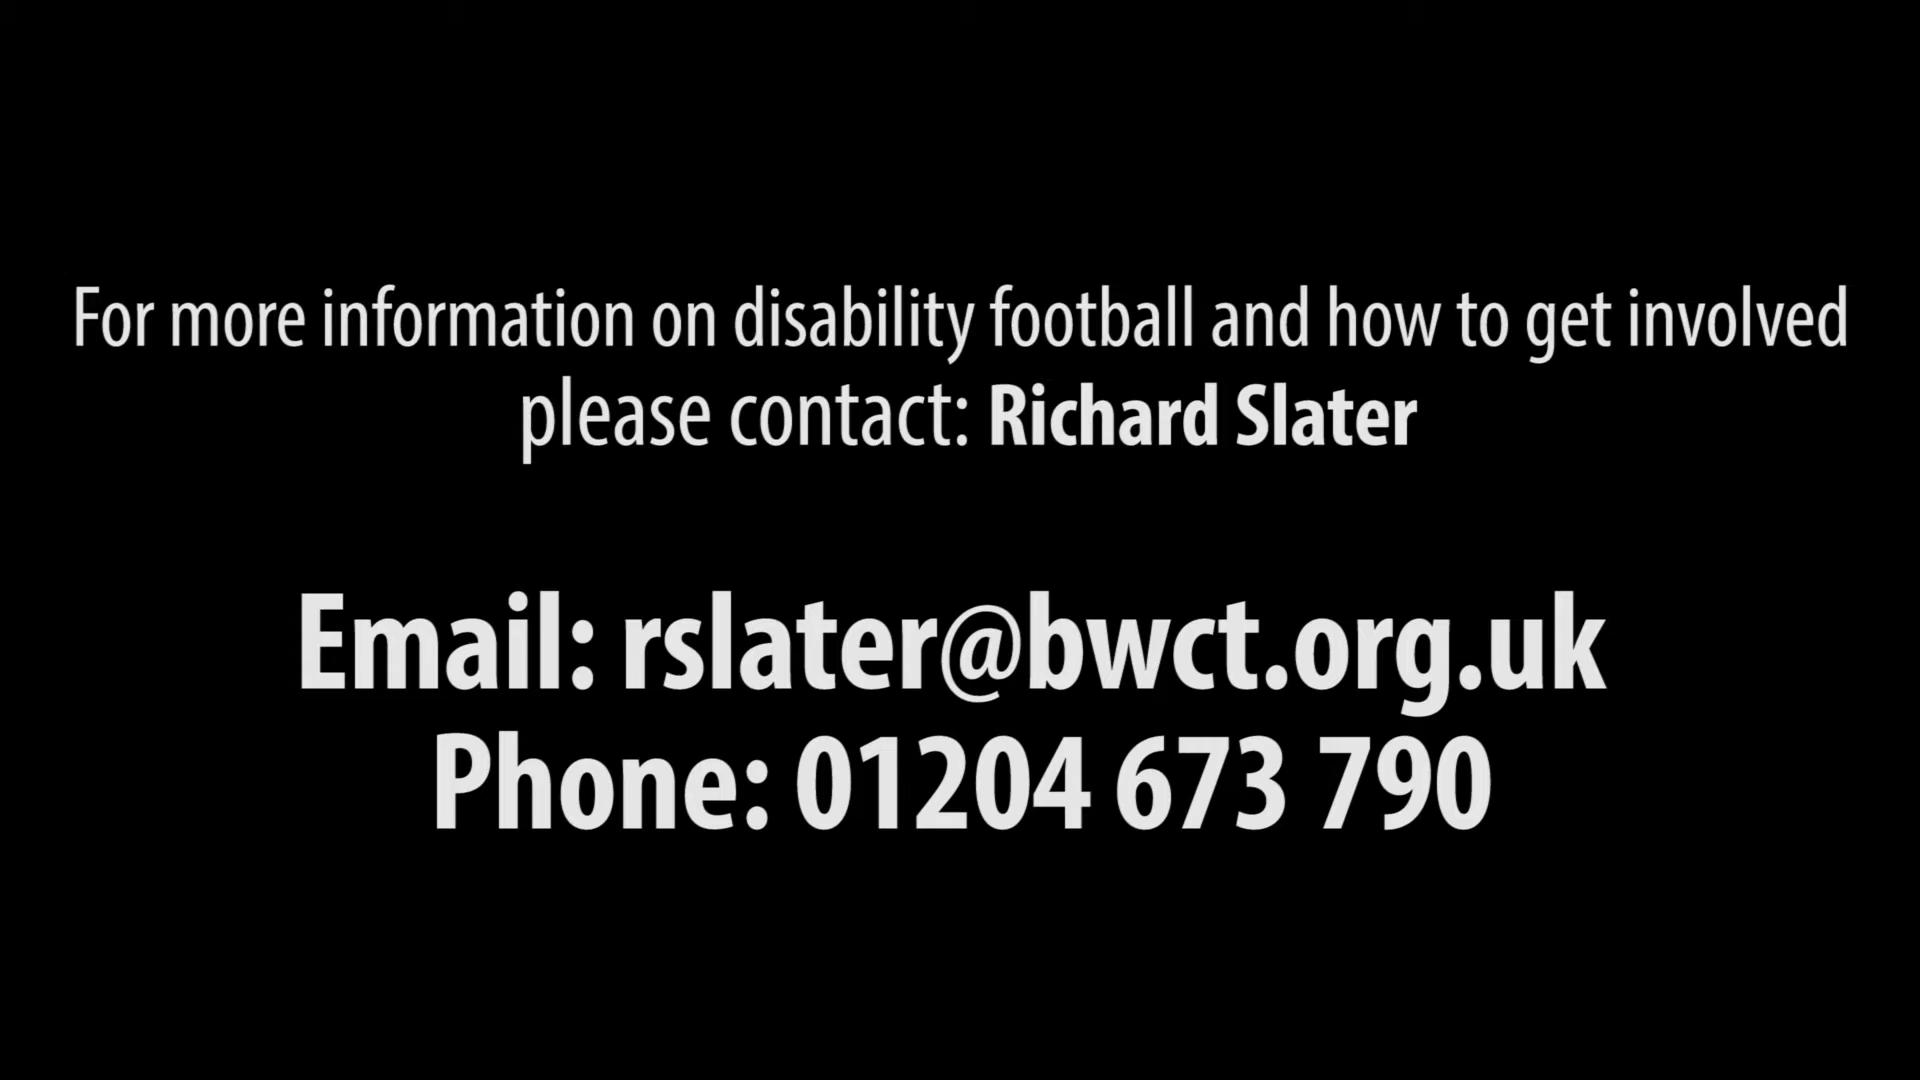 For more information on disability football and how to get involved
please contact: Richard Slater
Email: rslater@bwct.org.uk
Phone: 01204 673 790